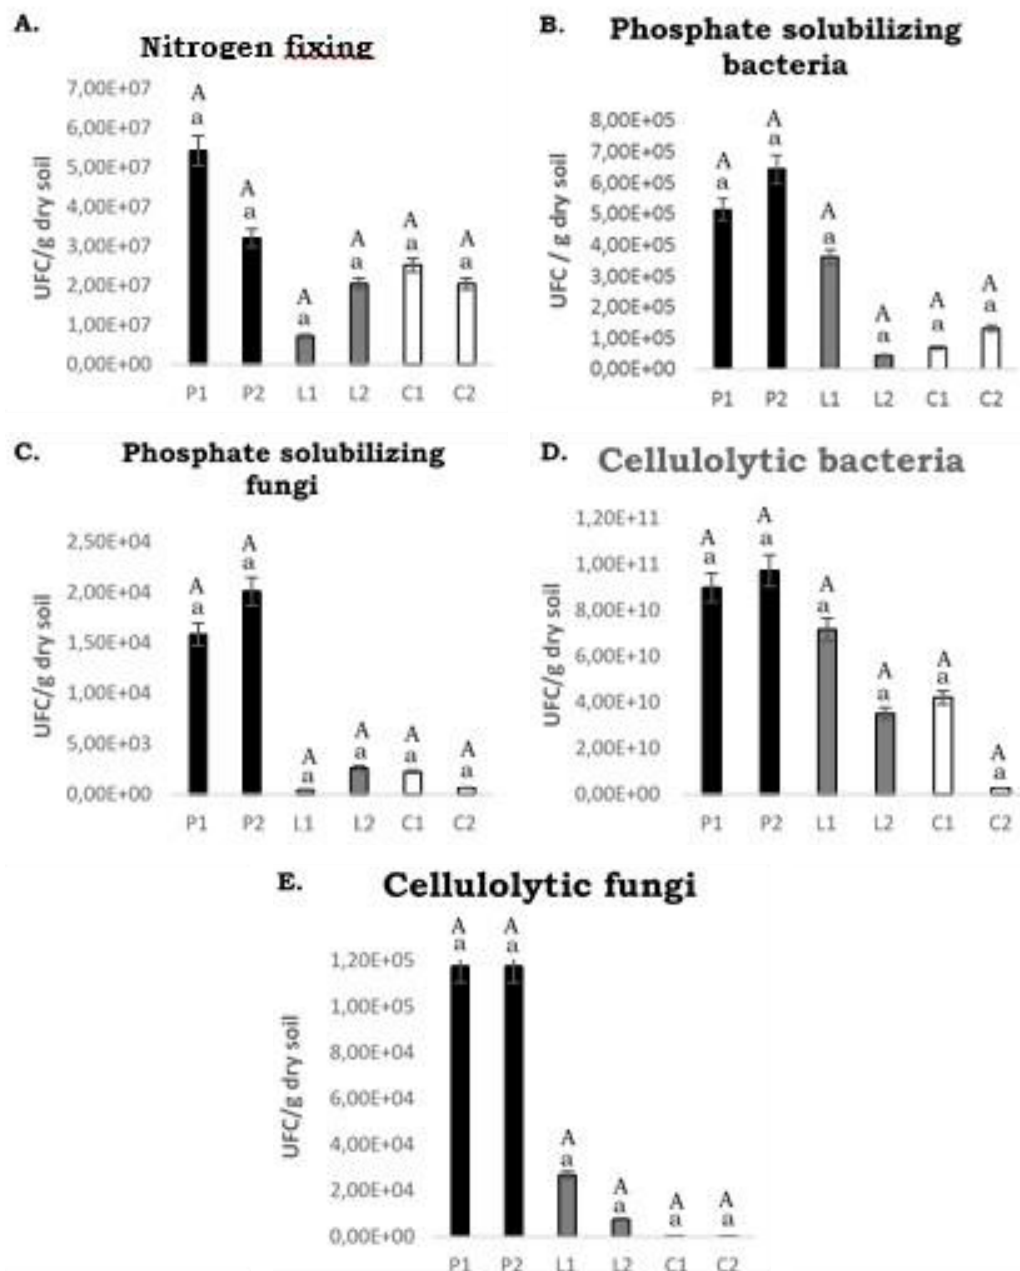 A.
Nitrogen fixing
UFC/g dry soil
7,00E+07
6,00E+07
5,00E+07
4,00E+07
3,00E+07
2,00E+07
1,00E+07
0,00E+00
A A A A A A
a a a a a a
P1 P2 L1 L2 C1 C2
B.
Phosphate solubilizing
bacteria
UFC / g dry soil
8,00E+05
7,00E+05
6,00E+05
5,00E+05
4,00E+05
3,00E+05
2,00E+05
1,00E+05
0,00E+00
A A A A A A
a a a a a a
P1 P2 L1 L2 C1 C2
C.
Phosphate solubilizing
fungi
UFC/g dry soil
2,50E+04
2,00E+04
1,50E+04
1,00E+04
5,00E+03
0,00E+00
A A A A A A
a a a a a a
P1 P2 L1 L2 C1 C2
D.
Cellulolytic bacteria
UFC/g dry soil
1,20E+11
1,00E+11
8,00E+10
6,00E+10
4,00E+10
2,00E+10
0,00E+00
A A A A A A
a a a a a a
P1 P2 L1 L2 C1 C2
E.
Cellulolytic fungi
UFC/g dry soil
1,20E+05
1,00E+05
8,00E+04
6,00E+04
4,00E+04
2,00E+04
0,00E+00
A A A A A A
a a a a a a
P1 P2 L1 L2 C1 C2